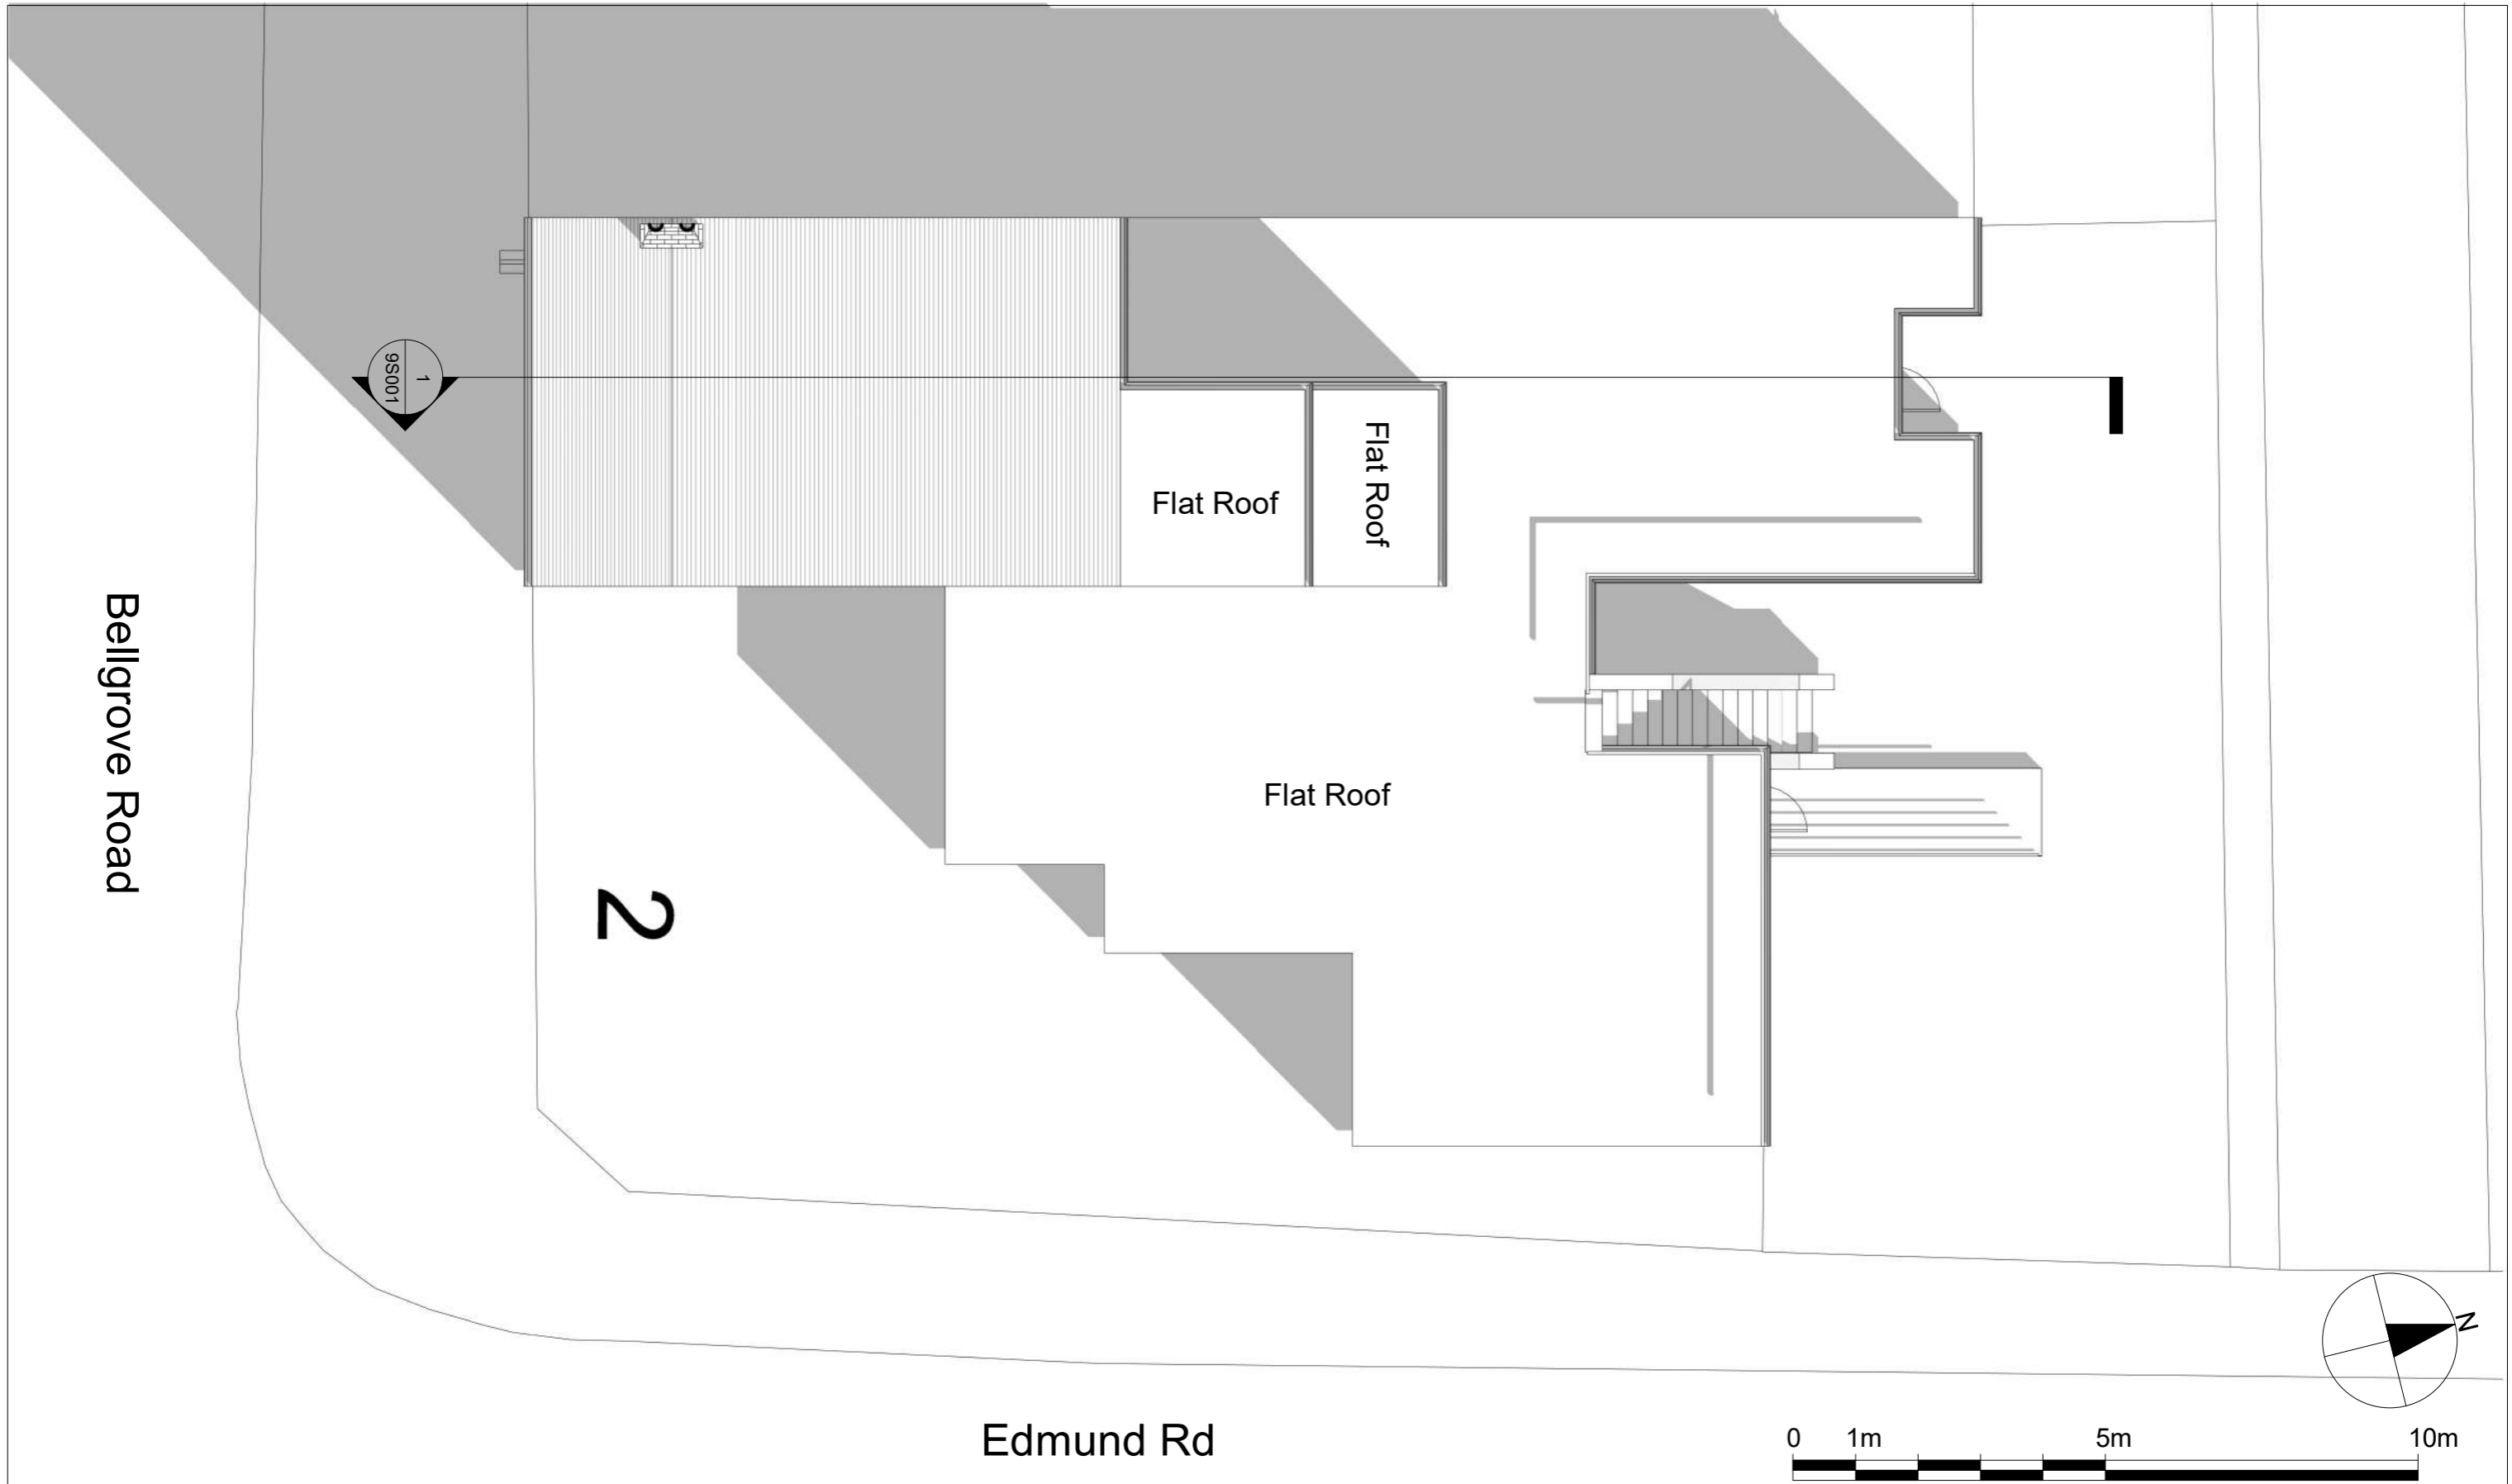 1
9S001
Flat Roof
Flat Roof
Flat Roof
Bellgrove Road
2
N
Edmund Rd
0 1m 5m 10m